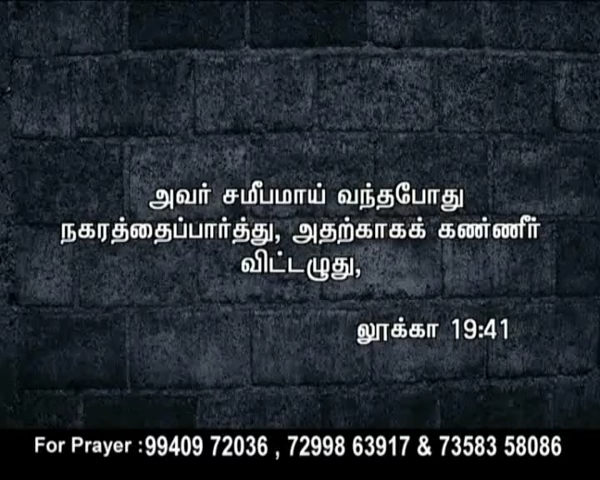 அவர் சமீபமாய் வந்தபோது
நகரத்தைப்பார்த்து, அதற்காகக் கண்ணீர்
விட்டழுது,
லூக்கா 19:41
For Prayer :99409 72036 , 72998 63917 & 73583 58086